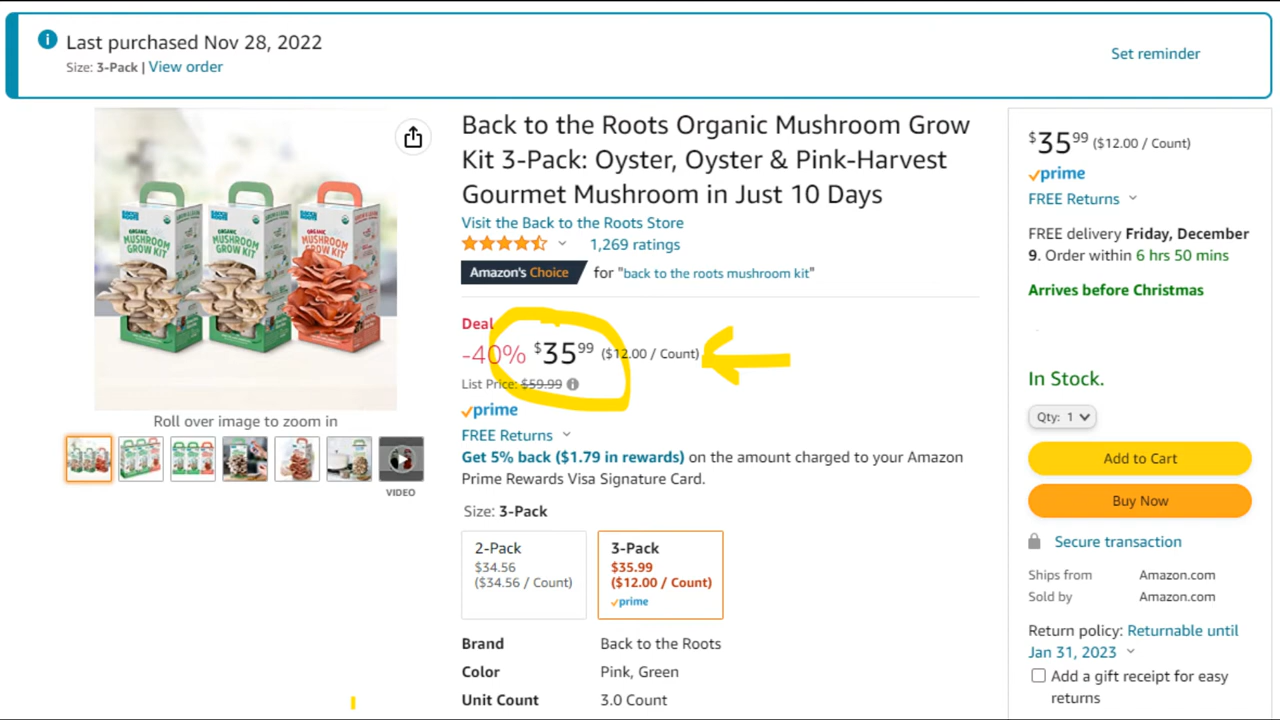 Last purchased Nov 28, 2022
Size: 3-Pack | View order
Set reminder
ORGANIC
MUSHROOM
GROW KIT
ORGANIC
MUSHROOM
GROW KIT
ORGANIC
MUSHROOM
GROW KIT
Roll over image to zoom in
VIDEO
Back to the Roots Organic Mushroom Grow
Kit 3-Pack: Oyster, Oyster & Pink-Harvest
Gourmet Mushroom in Just 10 Days
Visit the Back to the Roots Store
1,269 ratings
Amazon's Choice for "back to the roots mushroom kit"
Deal
-40% $35 99 ($12.00 / Count)
List Price: $59.99
prime
FREE Returns
Get 5% back ($1.79 in rewards) on the amount charged to your Amazon
Prime Rewards Visa Signature Card.
Size: 3-Pack
2-Pack
$34.56
($34.56 / Count)
3-Pack
$35.99
($12.00 / Count)
prime
Brand Back to the Roots
Color Pink, Green
Unit Count 3.0 Count
$35 99 ($12.00 / Count)
prime
FREE Returns
FREE delivery Friday, December
9. Order within 6 hrs 50 mins
Arrives before Christmas
In Stock.
Qty: 1
Add to Cart
Buy Now
Secure transaction
Ships from Amazon.com
Sold by Amazon.com
Return policy: Returnable until
Jan 31, 2023
Add a gift receipt for easy
returns